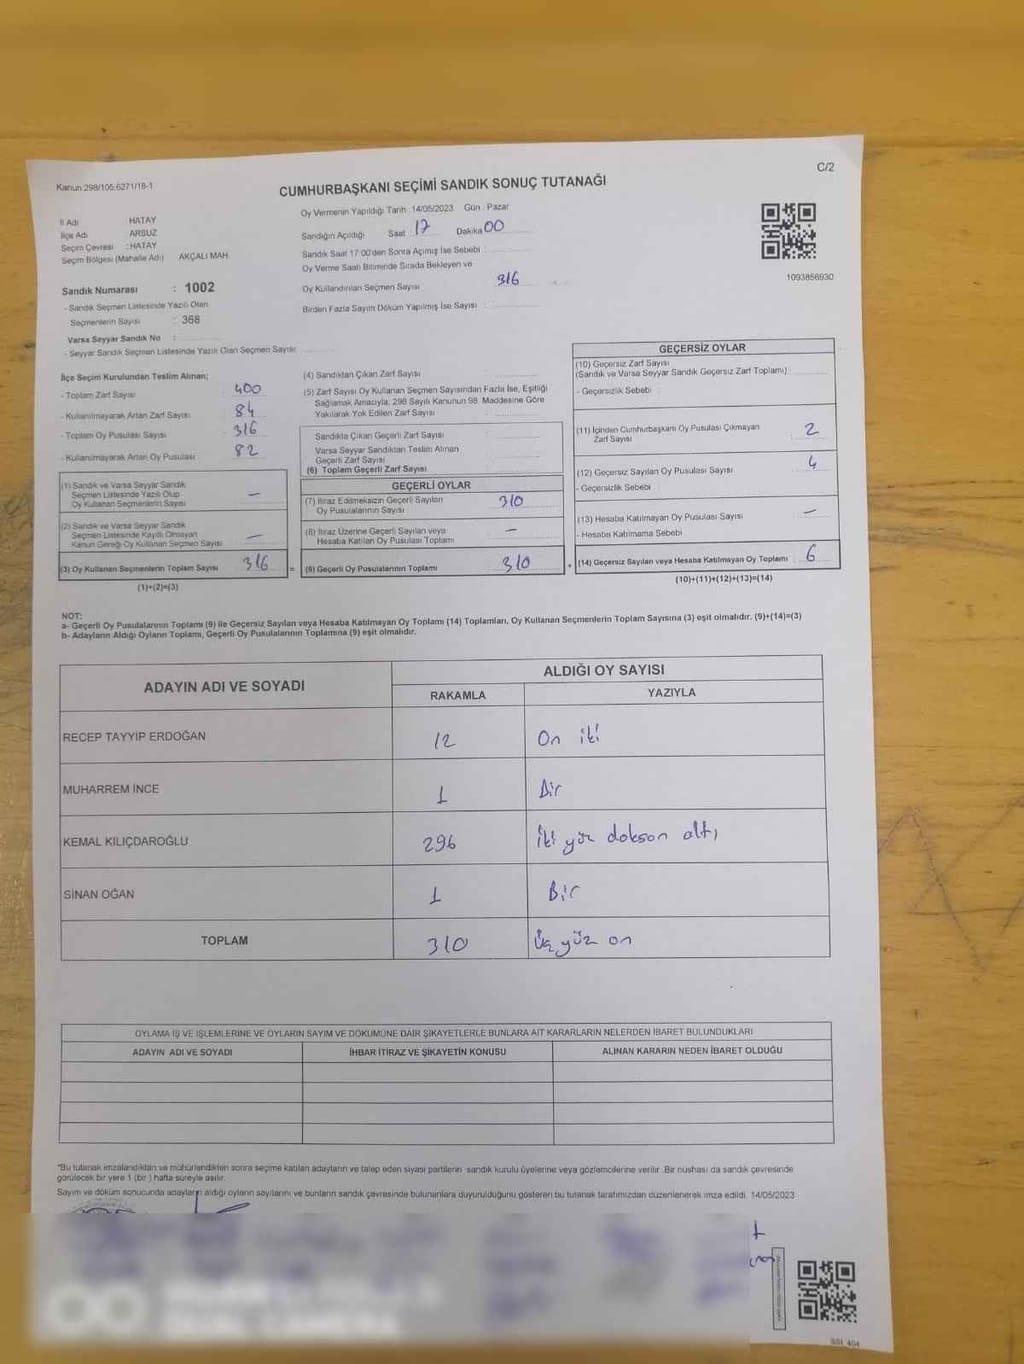 C/2
Kanun 298/105.6271/18-1
CUMHURBAŞKANI SEÇİMİ SANDIK SONUÇ TUTANAĞI
İl Adı HATAY
İlçe Adı ARSUZ
Seçim Çevresi : HATAY
Seçim Bölgesi (Mahalle Adı) AKÇALI MAH.
Oy Vermenin Yapıldığı Tarih : 14/05/2023 Gün : Pazar
Sandığın Açıldığı Saat 17 Dakika 00
Sandık Saat 17:00'den Sonra Açılmış İse Sebebi
Oy Verme Saati Bitiminde Sırada Bekleyen ve
Oy Kullandırılan Seçmen Sayısı 316
Birden Fazla Sayım Döküm Yapılmış İse Sayısı
1093856930
Sandık Numarası : 1002
- Sandık Seçmen Listesinde Yazılı Olan
Seçmenlerin Sayısı : 368
Varsa Seyyar Sandık No :
- Seyyar Sandık Seçmen Listesinde Yazılı Olan Seçmen Sayısı
İlçe Seçim Kurulundan Teslim Alınan;
- Toplam Zarf Sayısı 400
- Kullanılmayarak Artan Zarf Sayısı 84
- Toplam Oy Pusulası Sayısı 316
- Kullanılmayarak Artan Oy Pusulası 82
(1) Sandık ve Varsa Seyyar Sandık
Seçmen Listesinde Yazılı Olup
Oy Kullanan Seçmenlerin Sayısı —
(2) Sandık ve Varsa Seyyar Sandık
Seçmen Listesinde Kayıtlı Olmayan
Kanun Gereği Oy Kullanan Seçmen Sayısı —
(3) Oy Kullanan Seçmenlerin Toplam Sayısı 316 =
(1)+(2)=(3)
(4) Sandıktan Çıkan Zarf Sayısı
(5) Zarf Sayısı Oy Kullanan Seçmen Sayısından Fazla İse, Eşitliği
Sağlamak Amacıyla, 298 Sayılı Kanunun 98. Maddesine Göre
Yakılarak Yok Edilen Zarf Sayısı
Sandıkta Çıkan Geçerli Zarf Sayısı
Varsa Seyyar Sandıktan Teslim Alınan
Geçerli Zarf Sayısı
(6) Toplam Geçerli Zarf Sayısı
GEÇERLİ OYLAR
(7) İtiraz Edilmeksizin Geçerli Sayılan
Oy Pusulalarının Sayısı 310
(8) İtiraz Üzerine Geçerli Sayılan veya
Hesaba Katılan Oy Pusulası Toplamı —
(9) Geçerli Oy Pusulalarının Toplamı 310 +
GEÇERSİZ OYLAR
(10) Geçersiz Zarf Sayısı
(Sandık ve Varsa Seyyar Sandık Geçersiz Zarf Toplamı)
- Geçersizlik Sebebi
(11) İçinden Cumhurbaşkanı Oy Pusulası Çıkmayan
Zarf Sayısı 2
(12) Geçersiz Sayılan Oy Pusulası Sayısı 4
- Geçersizlik Sebebi
(13) Hesaba Katılmayan Oy Pusulası Sayısı —
- Hesaba Katılmama Sebebi
(14) Geçersiz Sayılan veya Hesaba Katılmayan Oy Toplamı 6
(10)+(11)+(12)+(13)=(14)
NOT:
a- Geçerli Oy Pusulalarının Toplamı (9) ile Geçersiz Sayılan veya Hesaba Katılmayan Oy Toplamı (14) Toplamları, Oy Kullanan Seçmenlerin Toplam Sayısına (3) eşit olmalıdır. (9)+(14)=(3)
b- Adayların Aldığı Oyların Toplamı, Geçerli Oy Pusulalarının Toplamına (9) eşit olmalıdır.
ADAYIN ADI VE SOYADI ALDIĞI OY SAYISI
RAKAMLA YAZIYLA
RECEP TAYYİP ERDOĞAN 12 On iki
MUHARREM İNCE 1 Bir
KEMAL KILIÇDAROĞLU 296 İki yüz dokson altı
SİNAN OĞAN 1 Bir
TOPLAM 310 Üç yüz on
OYLAMA İŞ VE İŞLEMLERİNE VE OYLARIN SAYIM VE DÖKÜMÜNE DAİR ŞİKAYETLERLE BUNLARA AİT KARARLARIN NELERDEN İBARET BULUNDUKLARI
ADAYIN ADI VE SOYADI İHBAR İTİRAZ VE ŞİKAYETİN KONUSU ALINAN KARARIN NEDEN İBARET OLDUĞU
*Bu tutanak imzalandıktan ve mühürlendikten sonra seçime katılan adayların ve talep eden siyasi partilerin sandık kurulu üyelerine veya gözlemcilerine verilir. Bir nüshası da sandık çevresinde
görülecek bir yere 1 (bir) hafta süreyle asılır.
Sayım ve döküm sonucunda adayların aldığı oyların sayılarını ve bunların sandık çevresinde bulunanlara duyurulduğunu gösteren bu tutanak tarafımızdan düzenlenerek imza edildi. 14/05/2023